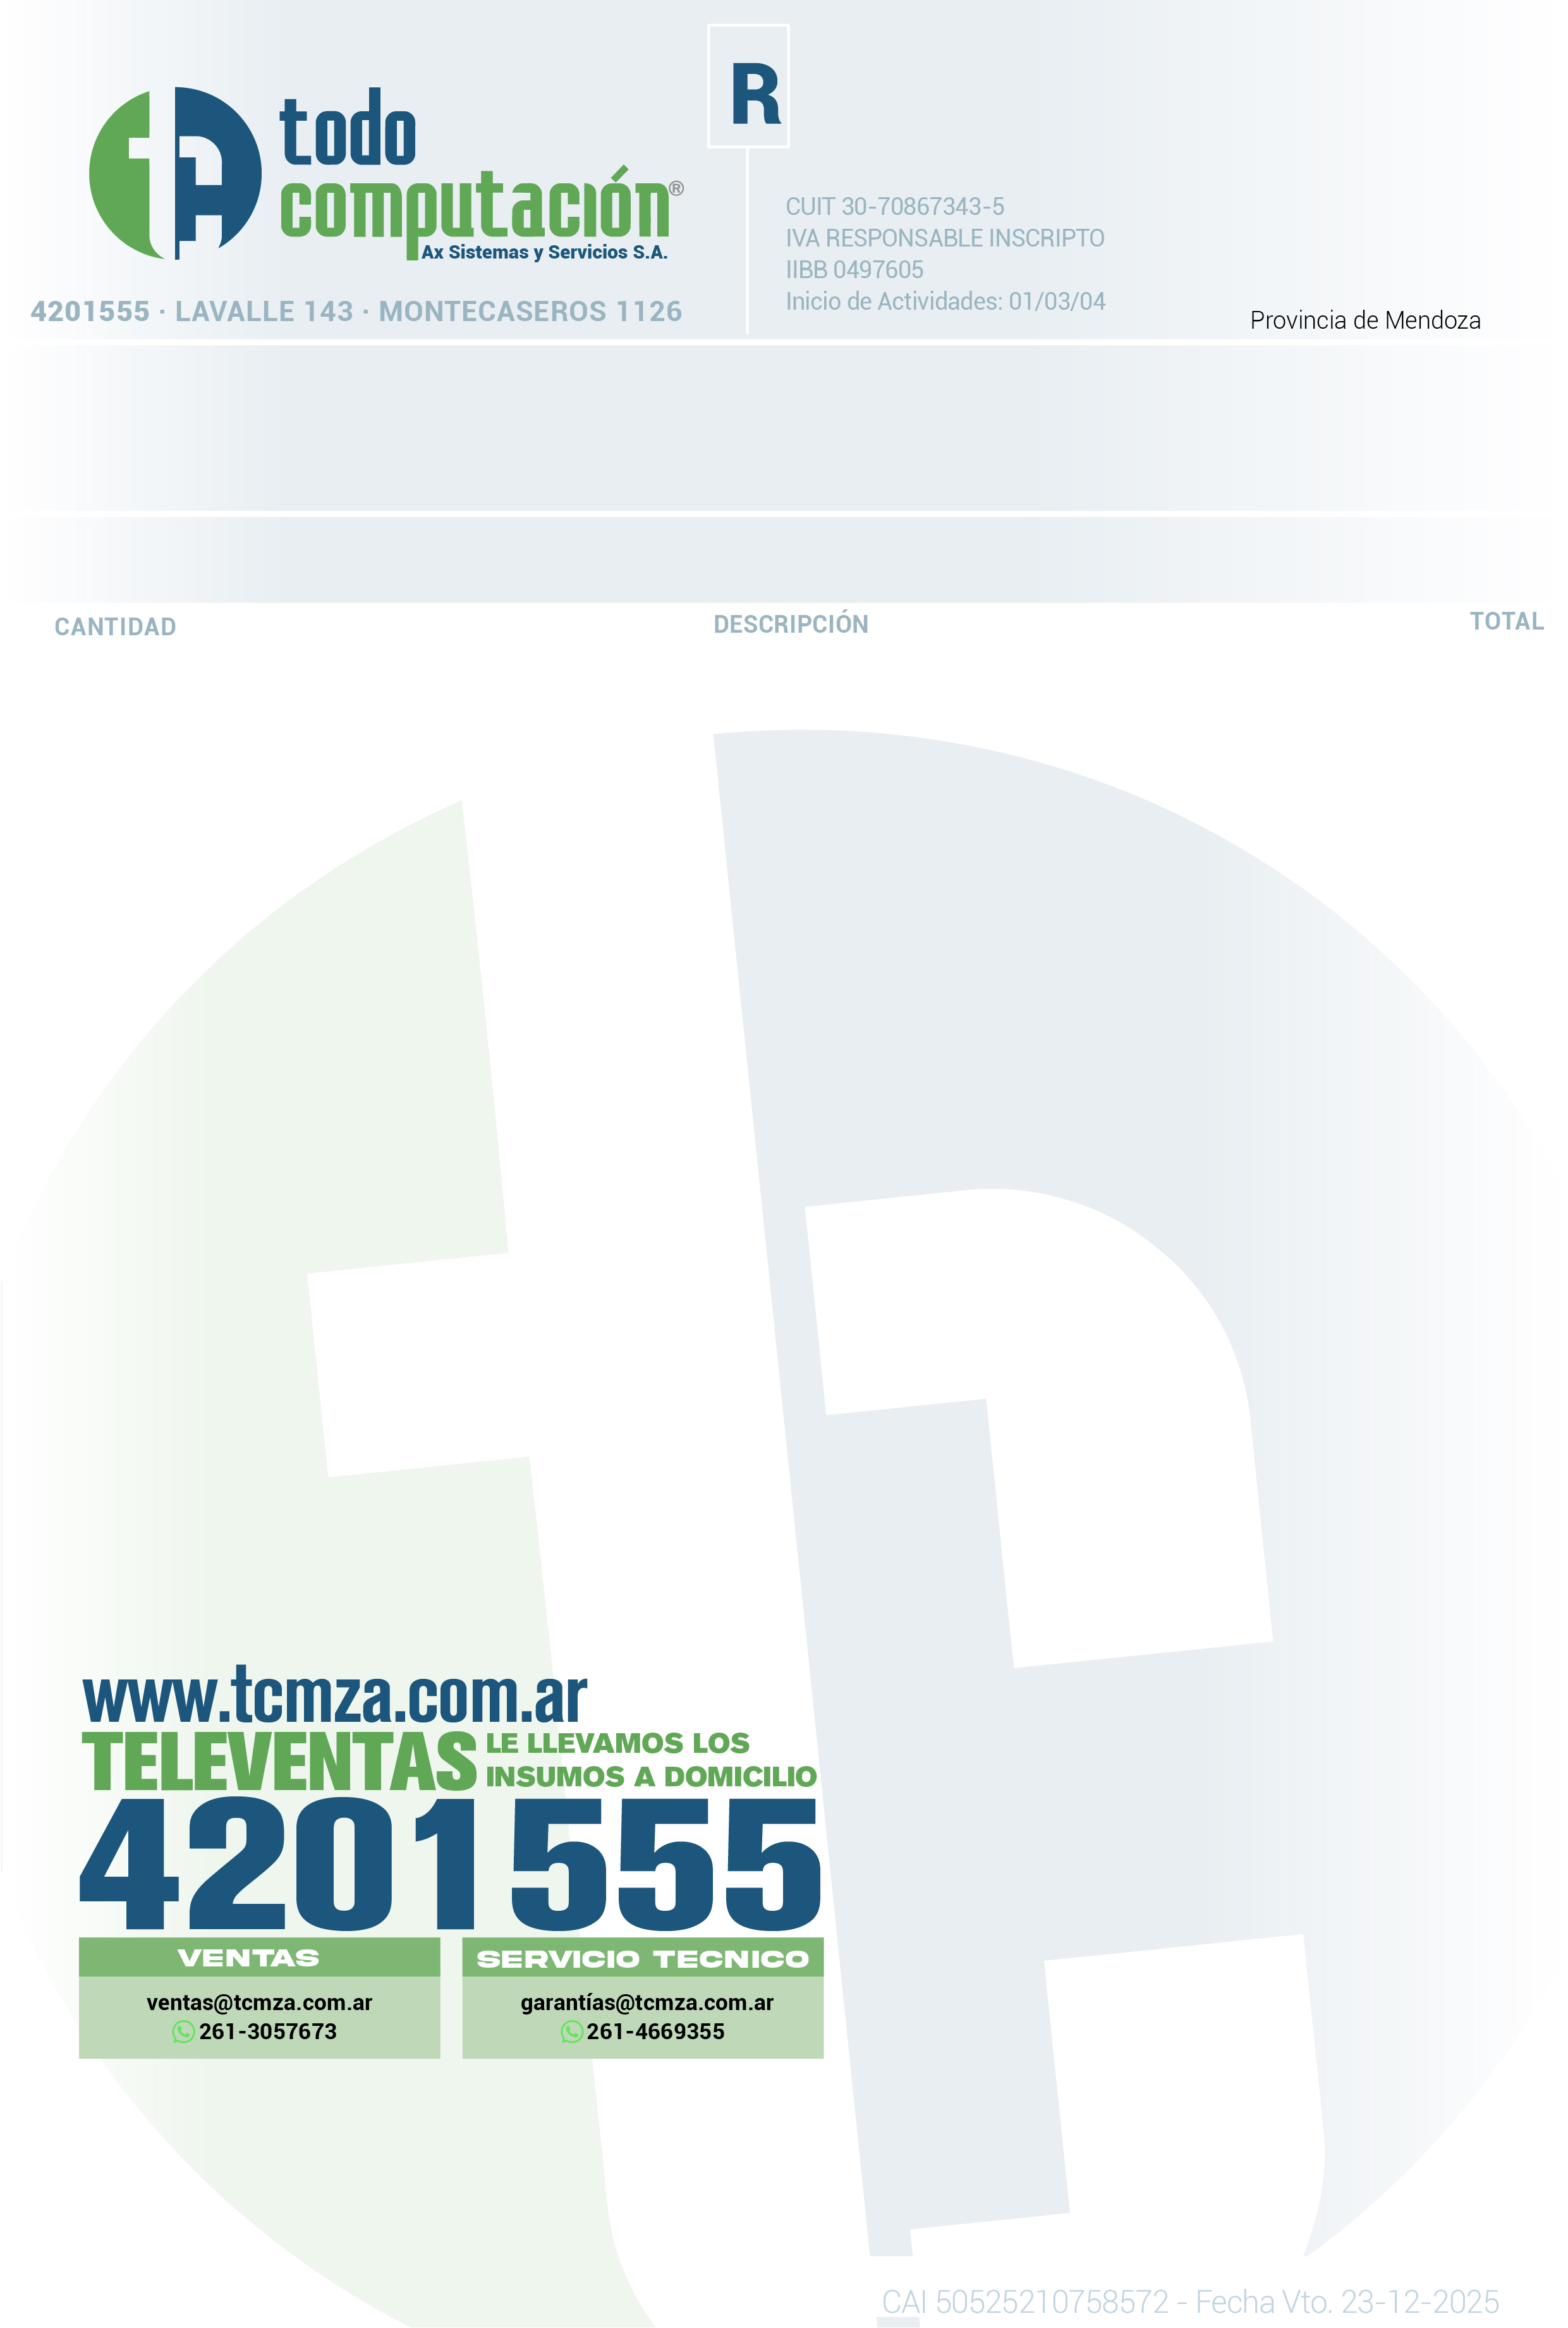 R
todo
computación®
Ax Sistemas y Servicios S.A.
4201555 · LAVALLE 143 · MONTECASEROS 1126
CUIT 30-70867343-5
IVA RESPONSABLE INSCRIPTO
IIBB 0497605
Inicio de Actividades: 01/03/04
Provincia de Mendoza
CANTIDAD DESCRIPCIÓN TOTAL
www.tcmza.com.ar
TELEVENTAS LE LLEVAMOS LOS
INSUMOS A DOMICILIO
4201555
VENTAS
ventas@tcmza.com.ar
261-3057673
SERVICIO TECNICO
garantías@tcmza.com.ar
261-4669355
CAI 50525210758572 - Fecha Vto. 23-12-2025